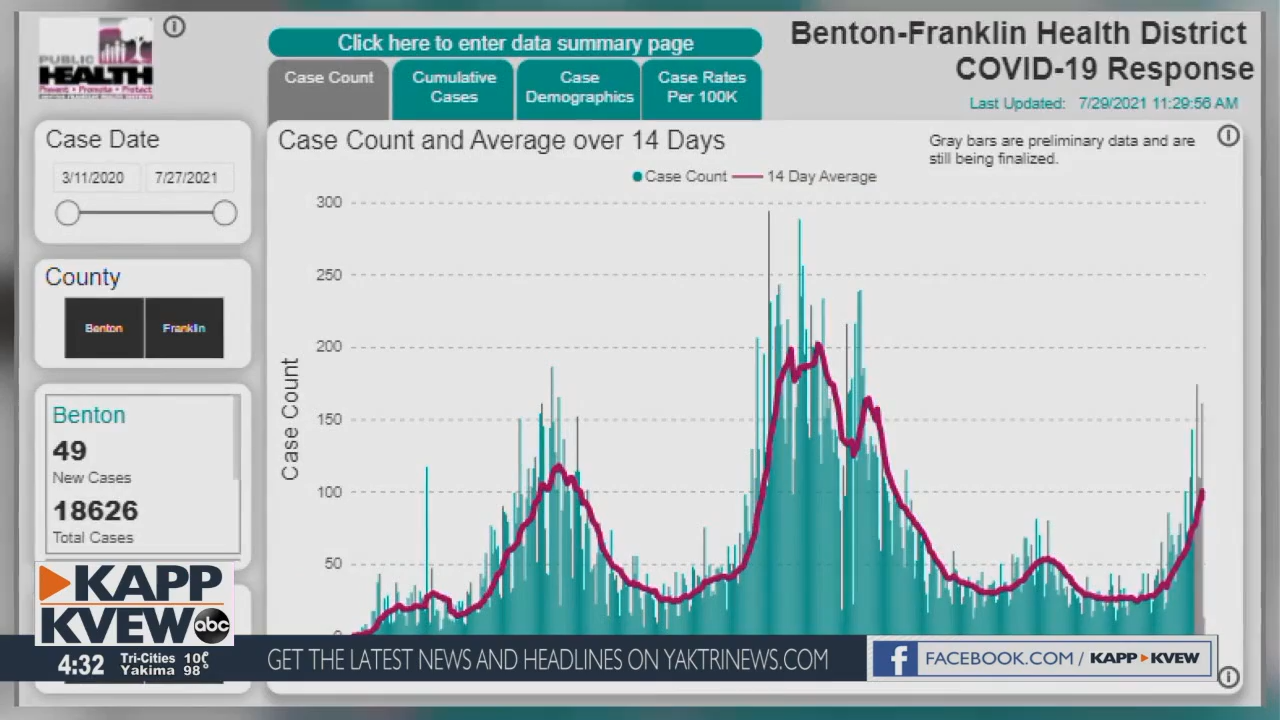 PUBLIC
HEALTH
Prevent • Promote • Protect
Click here to enter data summary page
Case Count
Cumulative
Cases
Case
Demographics
Case Rates
Per 100K
Benton-Franklin Health District
COVID-19 Response
Last Updated: 7/29/2021 11:29:56 AM
Case Date
3/11/2020 7/27/2021
County
Benton Franklin
Benton
49
New Cases
18626
Total Cases
Case Count and Average over 14 Days
Gray bars are preliminary data and are
still being finalized.
Case Count 14 Day Average
300
250
200
150
100
50
Case Count
KAPP
KVEW abc
4:32
Tri-Cities
Yakima 98°
GET THE LATEST NEWS AND HEADLINES ON YAKTRINEWS.COM
f FACEBOOK.COM / KAPP KVEW